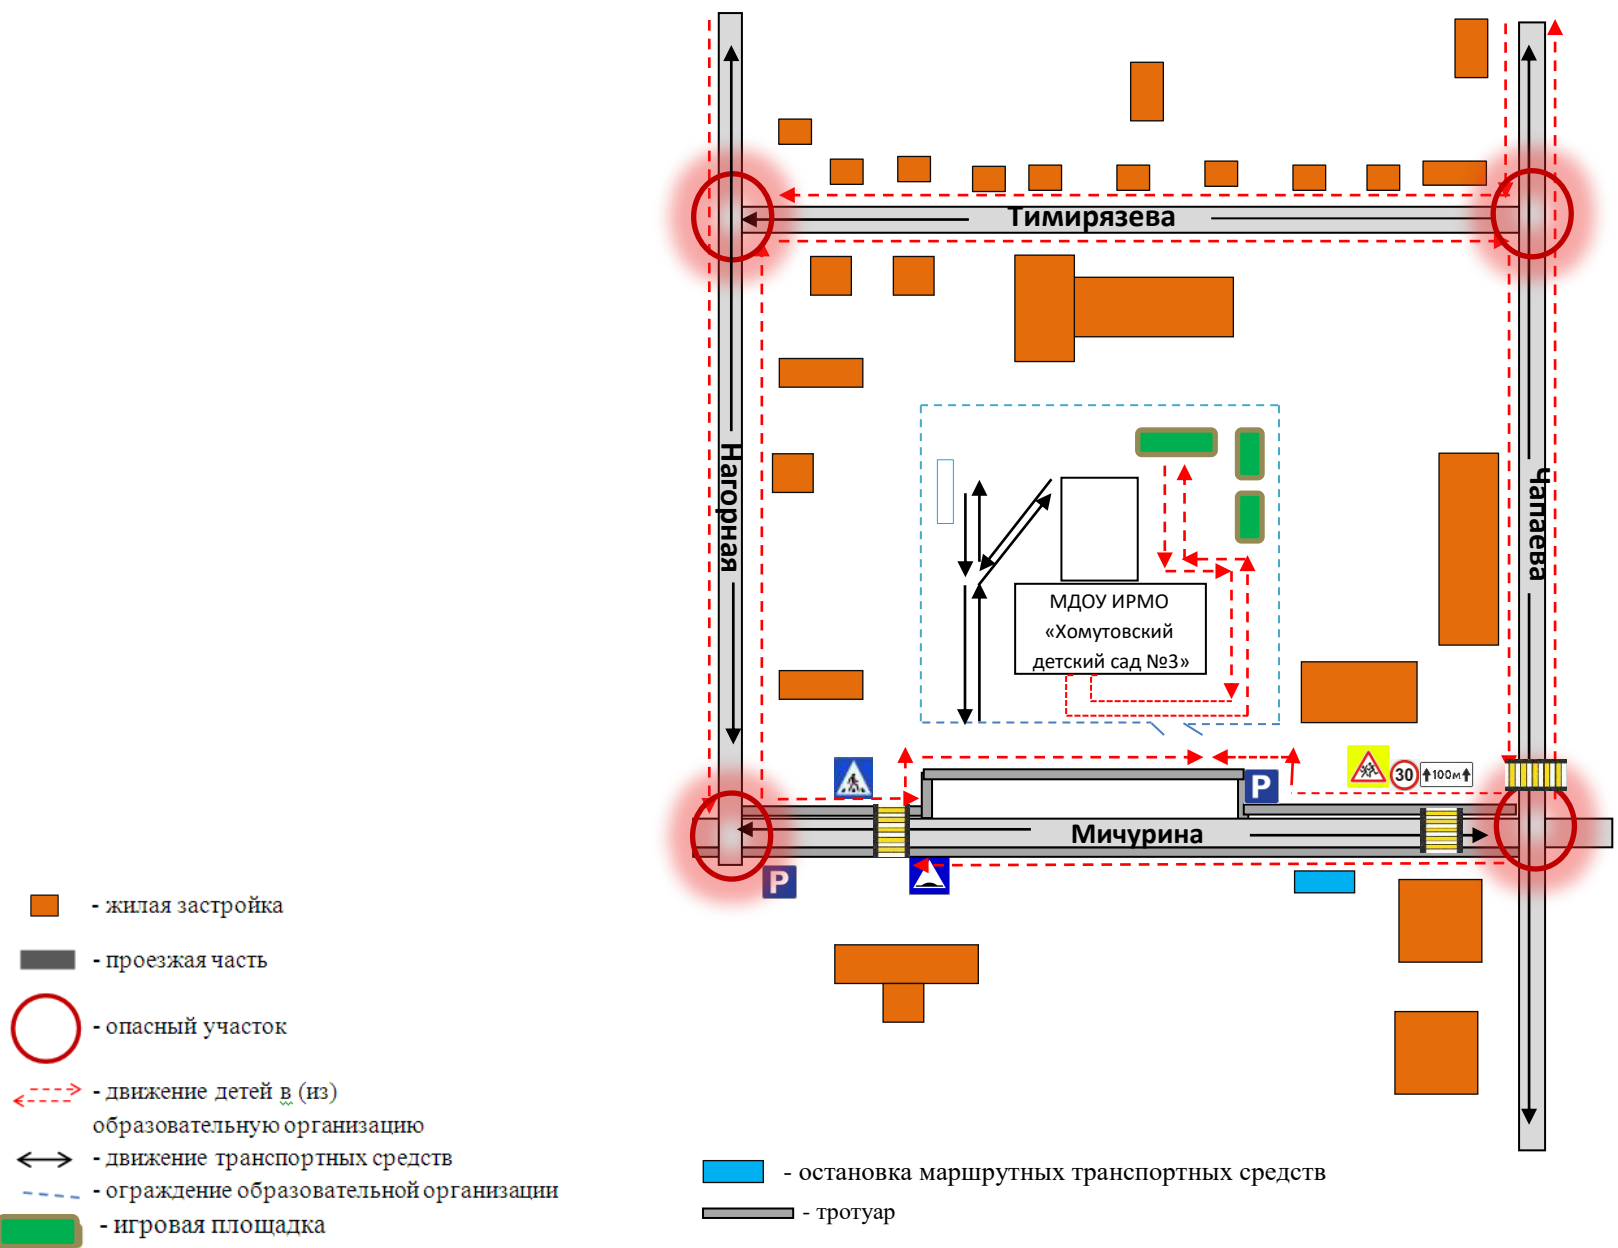 Тимирязева
Нагорная
Чапаева
МДОУ ИРМО
«Хомутовский
детский сад №3»
30
100м
P
Мичурина
P
- жилая застройка
- проезжая часть
- опасный участок
- движение детей в (из)
образовательную организацию
- движение транспортных средств
- ограждение образовательной организации
- игровая площадка
- остановка маршрутных транспортных средств
- тротуар